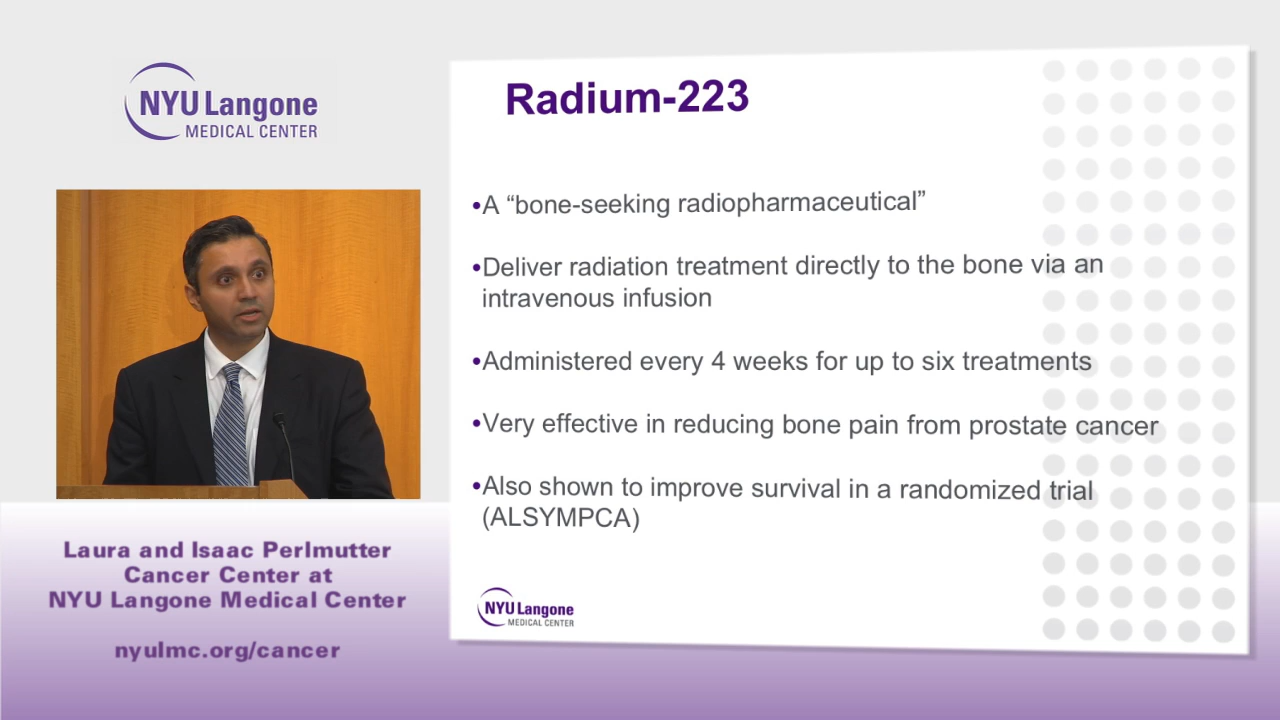 NYU Langone
MEDICAL CENTER
Laura and Isaac Perlmutter
Cancer Center at
NYU Langone Medical Center
nyulmc.org/cancer
Radium-223
•A “bone-seeking radiopharmaceutical”
•Deliver radiation treatment directly to the bone via an
intravenous infusion
•Administered every 4 weeks for up to six treatments
•Very effective in reducing bone pain from prostate cancer
•Also shown to improve survival in a randomized trial
(ALSYMPCA)
NYU Langone
MEDICAL CENTER